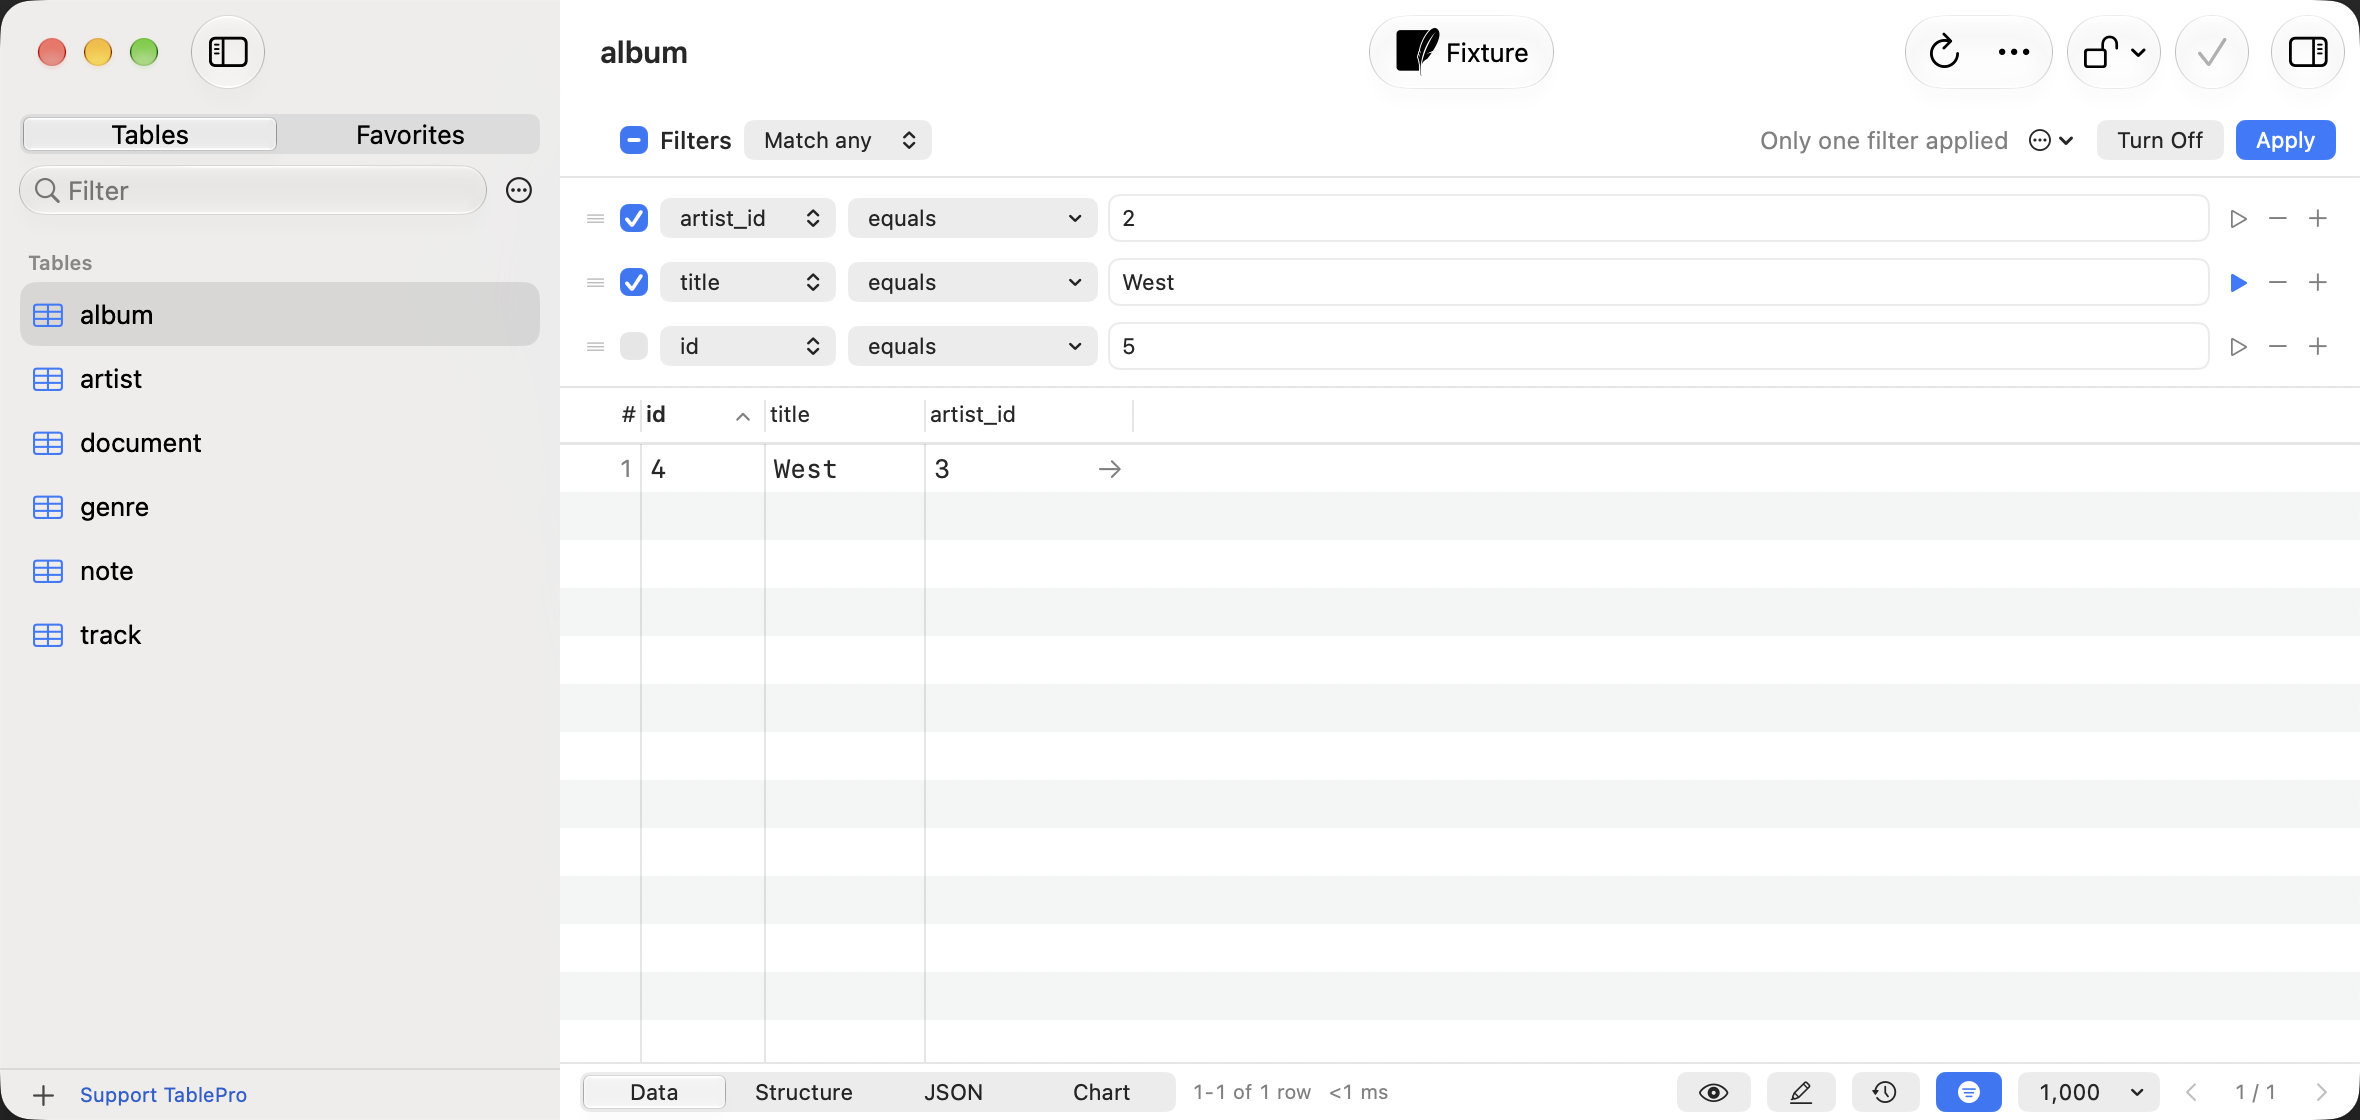 album
Fixture
Tables Favorites
Filter
Filters Match any Only one filter applied Turn Off Apply
artist_id equals 2
title equals West
id equals 5
Tables
album
artist
document
genre
note
track
# id title artist_id
1 4 West 3
Support TablePro
Data Structure JSON Chart 1-1 of 1 row <1 ms 1,000 1 / 1